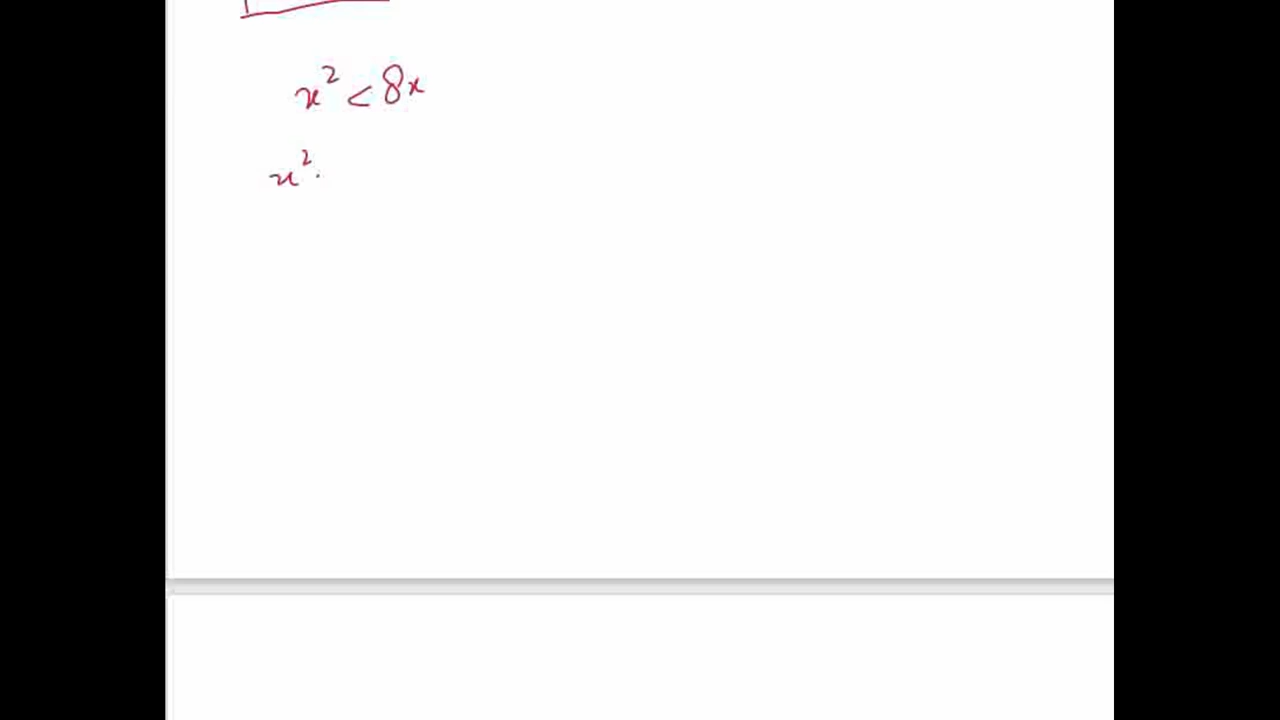 x² < 8x
x²